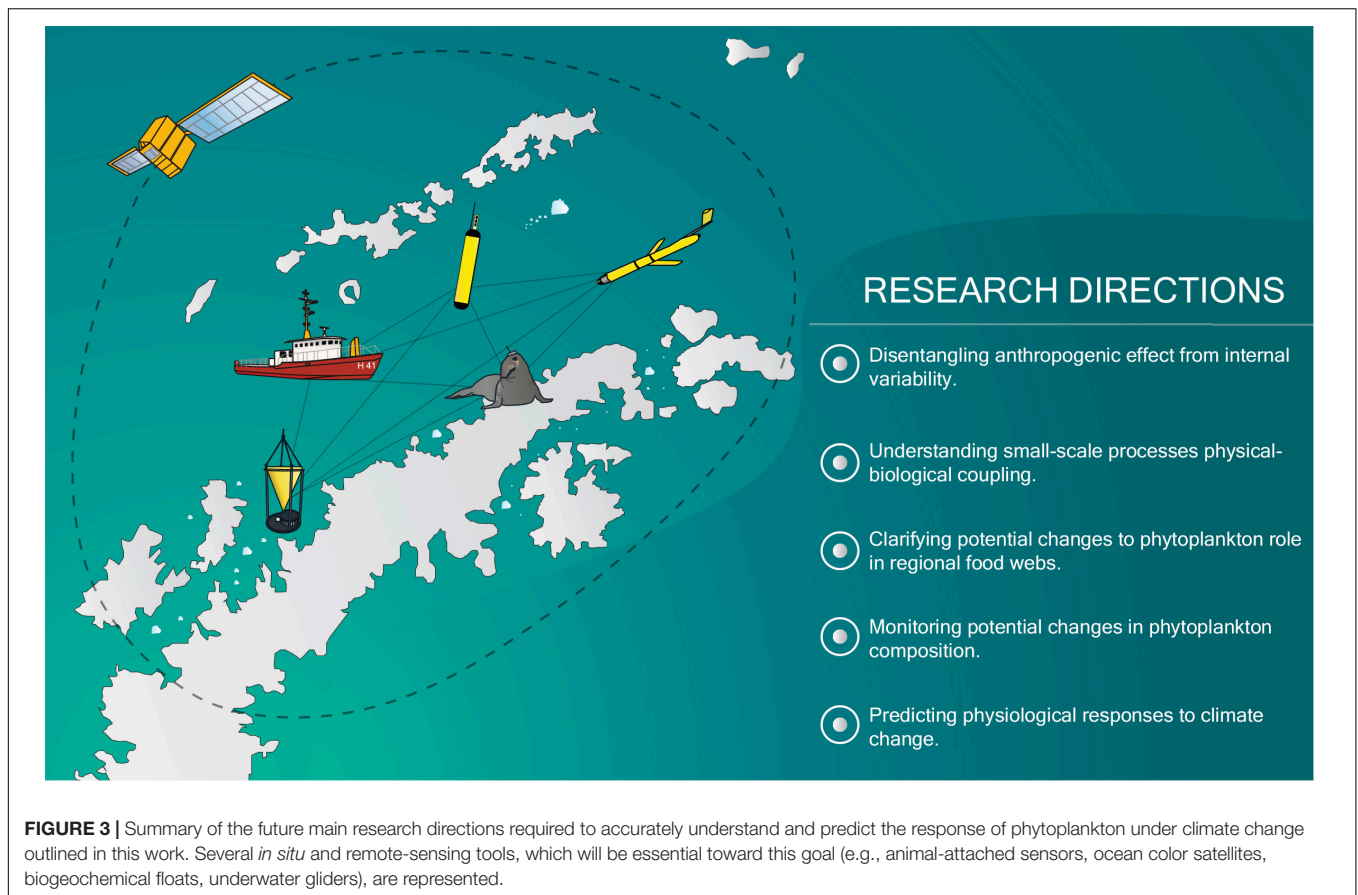 H 41
RESEARCH DIRECTIONS
Disentangling anthropogenic effect from internal
variability.
Understanding small-scale processes physical-
biological coupling.
Clarifying potential changes to phytoplankton role
in regional food webs.
Monitoring potential changes in phytoplankton
composition.
Predicting physiological responses to climate
change.
FIGURE 3 | Summary of the future main research directions required to accurately understand and predict the response of phytoplankton under climate change
outlined in this work. Several in situ and remote-sensing tools, which will be essential toward this goal (e.g., animal-attached sensors, ocean color satellites,
biogeochemical floats, underwater gliders), are represented.